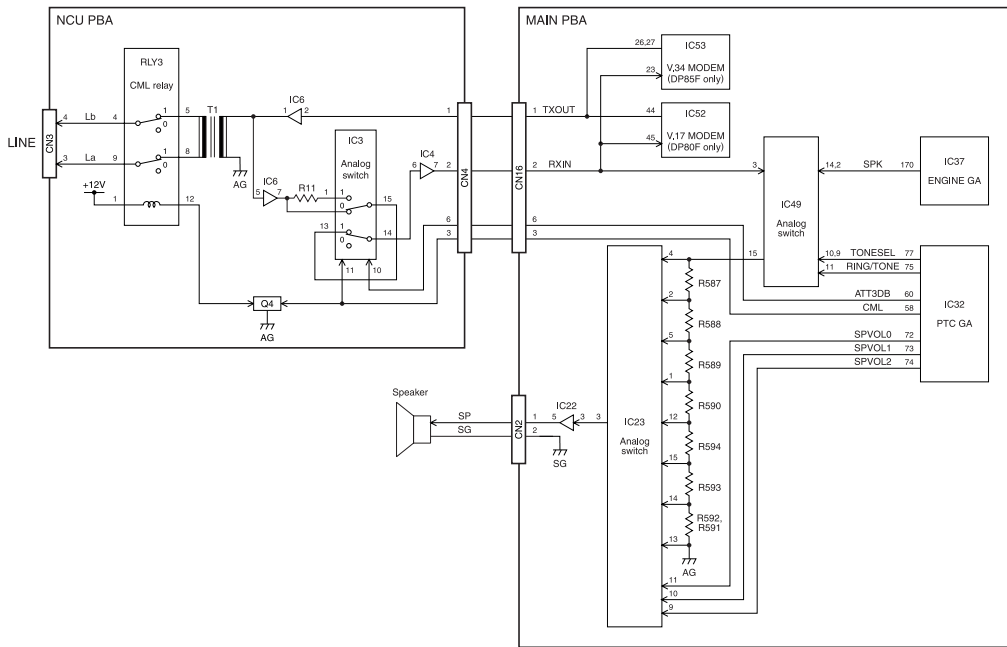 NCU PBA
RLY3
CML relay
LINE
CN3
4 Lb 4
1
0
5
T1
3 La 9
1
0
8
AG
+12V
1
12
IC6
1 2
1
IC3
Analog
switch
IC4
6 7
2
IC6
5 7
R11
1 1
0
15
13 1
0
14
11 10
6
3
Q4
AG
CN4
MAIN PBA
CN16
1 TXOUT
2 RXIN
6
3
26,27
IC53
23
V,34 MODEM
(DP85F only)
44
IC52
45
V,17 MODEM
(DP80F only)
3
IC49
Analog
switch
15
14,2 SPK 170
IC37
ENGINE GA
10,9 TONESEL 77
11 RING/TONE 75
ATT3DB 60
CML 58
SPVOL0 72
SPVOL1 73
SPVOL2 74
IC32
PTC GA
4
R587
2
R588
5
R589
1
R590
12
R594
15
R593
14
R592,
R591
13
AG
11
10
9
IC23
Analog
switch
3
IC22
5 3
Speaker
SP
SG
CN2
1
2
SG